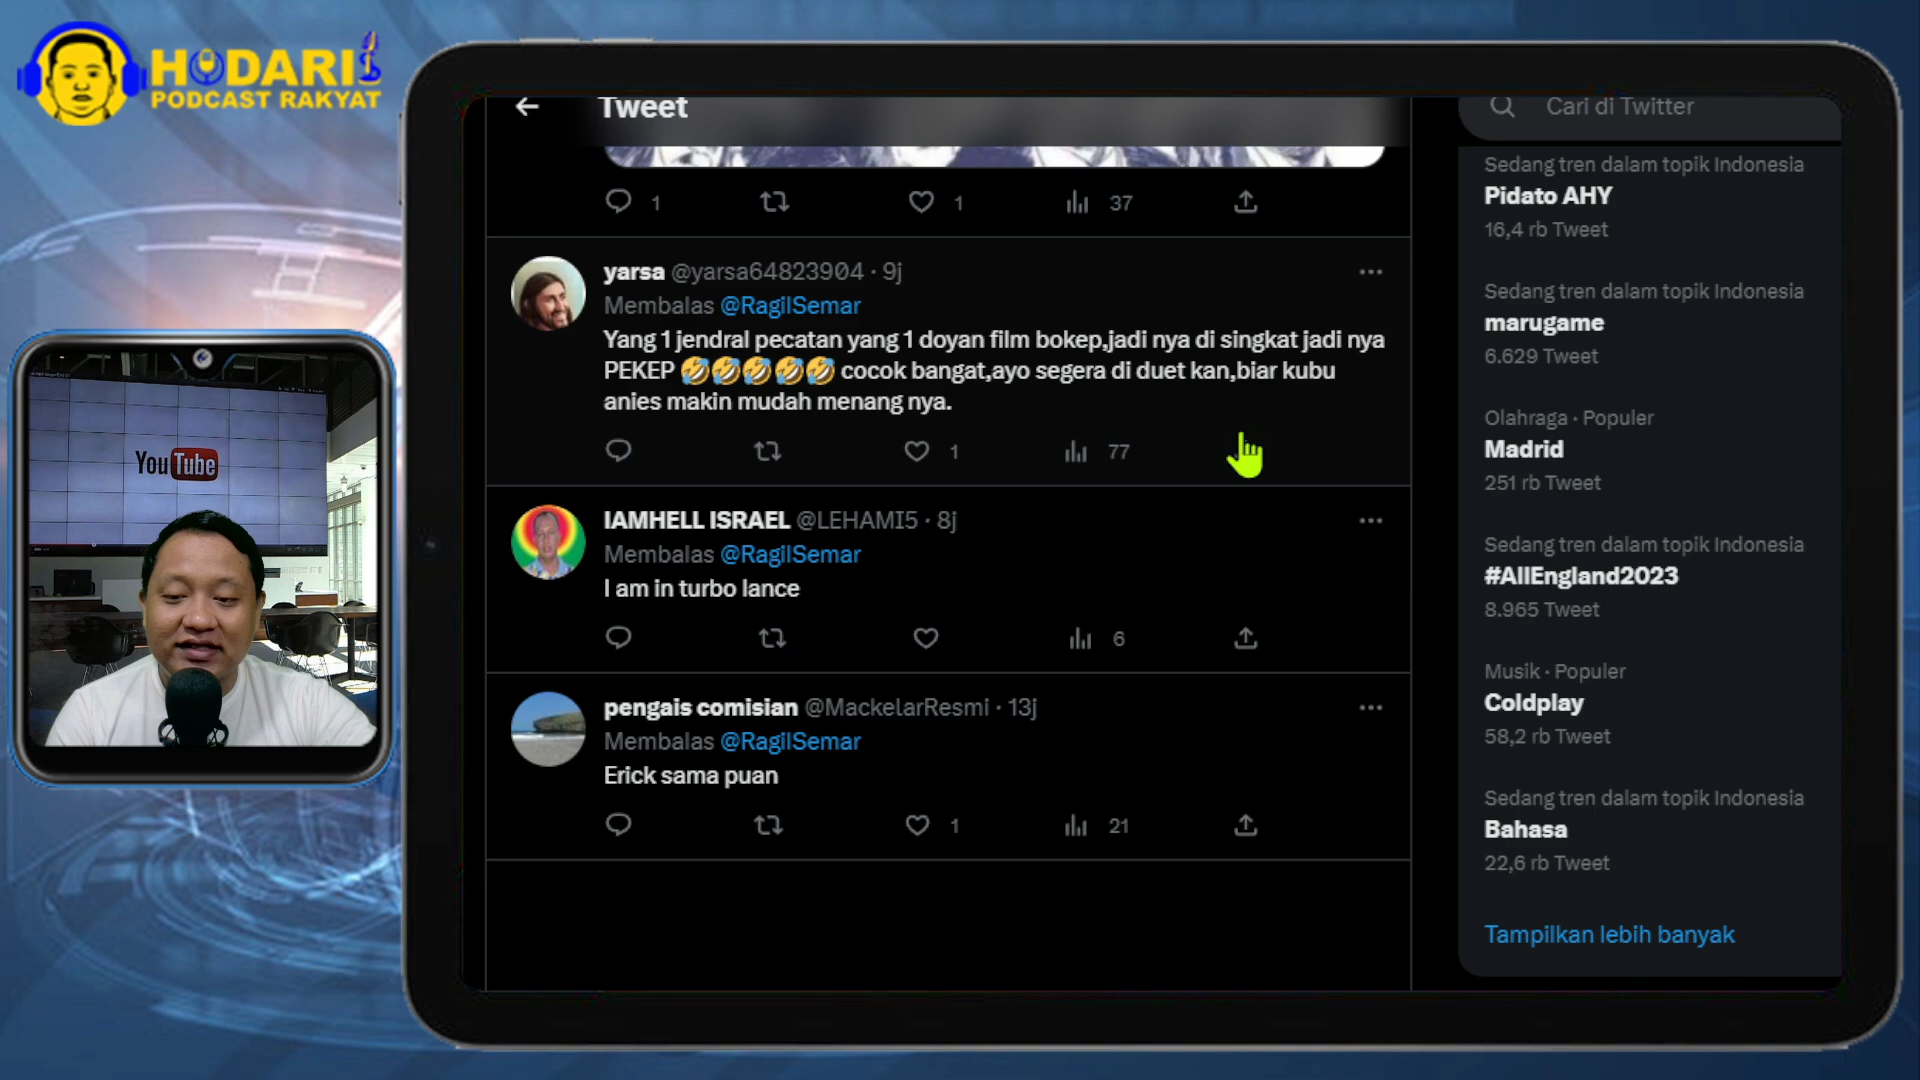 HODARI
PODCAST RAKYAT
YouTube
Tweet
1 1 37
yarsa @yarsa64823904 · 9j
Membalas @RagilSemar
Yang 1 jendral pecatan yang 1 doyan film bokep,jadi nya di singkat jadi nya
PEKEP 🤣🤣🤣🤣🤣 cocok bangat,ayo segera di duet kan,biar kubu
anies makin mudah menang nya.
1 77
IAMHELL ISRAEL @LEHAMI5 · 8j
Membalas @RagilSemar
I am in turbo lance
6
pengais comisian @MackelarResmi · 13j
Membalas @RagilSemar
Erick sama puan
1 21
Cari di Twitter
Sedang tren dalam topik Indonesia
Pidato AHY
16,4 rb Tweet
Sedang tren dalam topik Indonesia
marugame
6.629 Tweet
Olahraga · Populer
Madrid
251 rb Tweet
Sedang tren dalam topik Indonesia
#AllEngland2023
8.965 Tweet
Musik · Populer
Coldplay
58,2 rb Tweet
Sedang tren dalam topik Indonesia
Bahasa
22,6 rb Tweet
Tampilkan lebih banyak